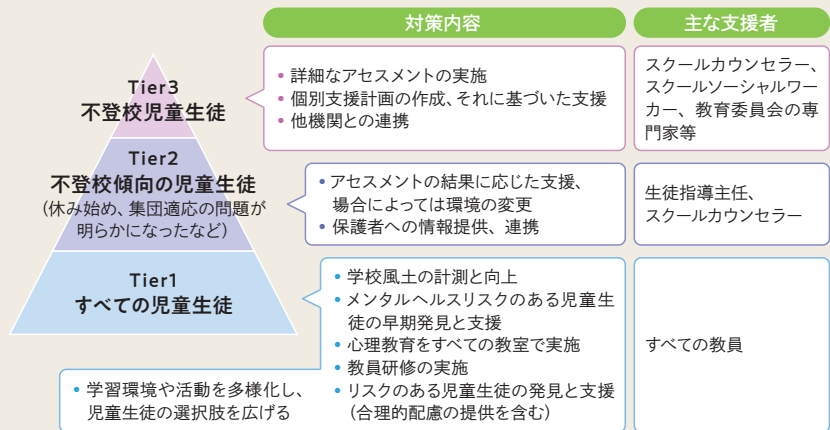 対策内容
主な支援者
Tier3
不登校児童生徒
• 詳細なアセスメントの実施
• 個別支援計画の作成、それに基づいた支援
• 他機関との連携
スクールカウンセラー、
スクールソーシャルワー
カー、教育委員会の専
門家等
Tier2
不登校傾向の児童生徒
(休み始め、集団適応の問題が
明らかになったなど)
• アセスメントの結果に応じた支援、
場合によっては環境の変更
• 保護者への情報提供、連携
生徒指導主任、
スクールカウンセラー
Tier1
すべての児童生徒
• 学校風土の計測と向上
• メンタルヘルスリスクのある児童生
徒の早期発見と支援
• 心理教育をすべての教室で実施
• 教員研修の実施
• リスクのある児童生徒の発見と支援
(合理的配慮の提供を含む)
• 学習環境や活動を多様化し、
児童生徒の選択肢を広げる
すべての教員